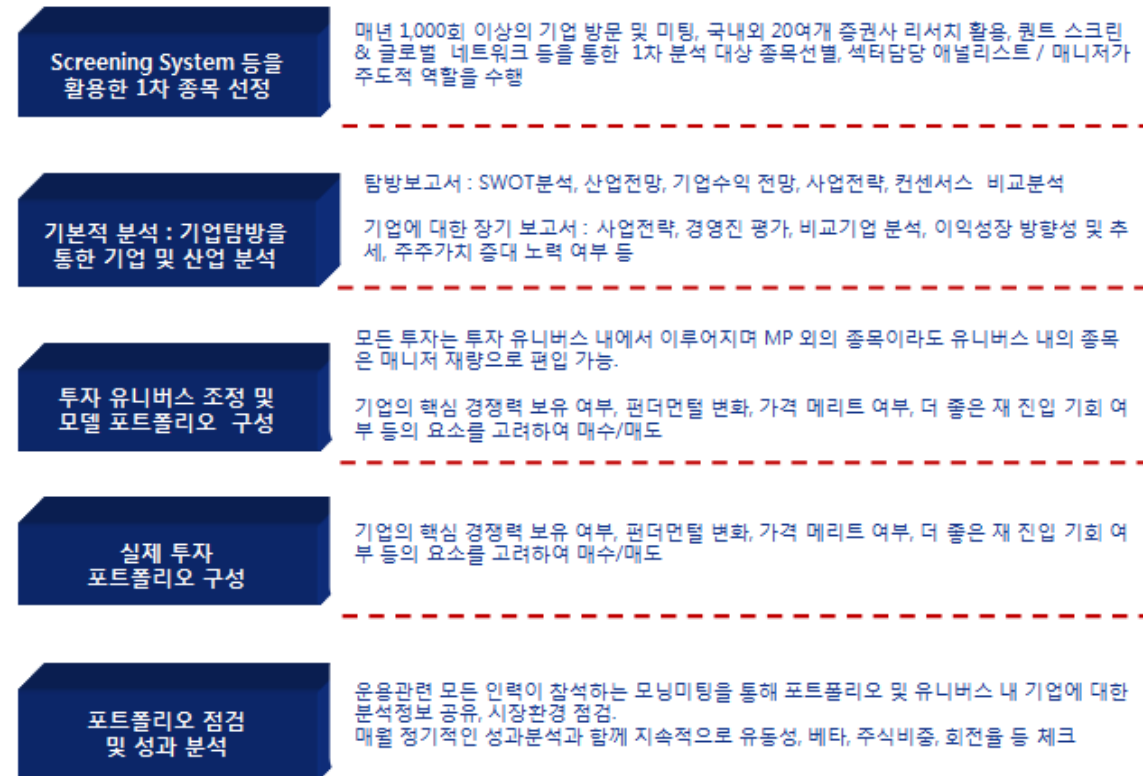 Screening System 등을
활용한 1차 종목 선정
매년 1,000회 이상의 기업 방문 및 미팅, 국내외 20여개 증권사 리서치 활용, 퀀트 스크린
& 글로벌 네트워크 등을 통한 1차 분석 대상 종목선별, 섹터담당 애널리스트 / 매니저가
주도적 역할을 수행
기본적 분석 : 기업탐방을
통한 기업 및 산업 분석
탐방보고서 : SWOT분석, 산업전망, 기업수익 전망, 사업전략, 컨센서스 비교분석
기업에 대한 장기 보고서 : 사업전략, 경영진 평가, 비교기업 분석, 이익성장 방향성 및 추
세, 주주가치 증대 노력 여부 등
투자 유니버스 조정 및
모델 포트폴리오 구성
모든 투자는 투자 유니버스 내에서 이루어지며 MP 외의 종목이라도 유니버스 내의 종목
은 매니저 재량으로 편입 가능.
기업의 핵심 경쟁력 보유 여부, 펀더먼털 변화, 가격 메리트 여부, 더 좋은 재 진입 기회 여
부 등의 요소를 고려하여 매수/매도
실제 투자
포트폴리오 구성
기업의 핵심 경쟁력 보유 여부, 펀더먼털 변화, 가격 메리트 여부, 더 좋은 재 진입 기회 여
부 등의 요소를 고려하여 매수/매도
포트폴리오 점검
및 성과 분석
운용관련 모든 인력이 참석하는 모닝미팅을 통해 포트폴리오 및 유니버스 내 기업에 대한
분석정보 공유, 시장환경 점검.
매월 정기적인 성과분석과 함께 지속적으로 유동성, 베타, 주식비중, 회전율 등 체크